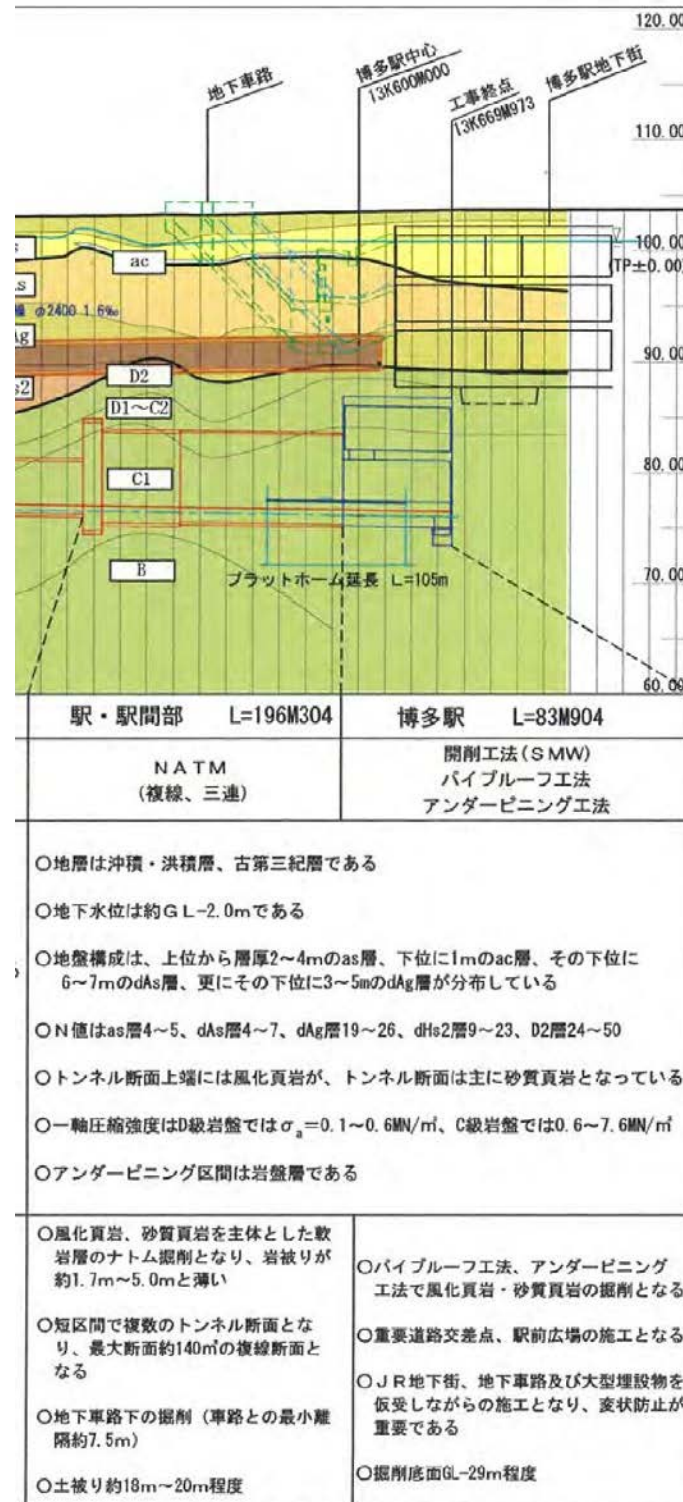 120.00
地下車路
博多駅中心
13K600M000
工事終点
13K669M973
博多駅地下街
110.00
100.00
(TP±0.00)
ac
φ2400 1.6‰
90.00
D2
D1～C2
80.00
C1
B
プラットホーム延長 L=105m
70.00
60.00
駅・駅間部 L=196M304
博多駅 L=83M904
NATM
(複線、三連)
開削工法(SMW)
パイプルーフ工法
アンダーピニング工法
○地層は沖積・洪積層、古第三紀層である
○地下水位は約GL-2.0mである
○地盤構成は、上位から層厚2～4mのas層、下位に1mのac層、その下位に
6～7mのdAs層、更にその下位に3～5mのdAg層が分布している
○N値はas層4～5、dAs層4～7、dAg層19～26、dHs2層9～23、D2層24～50
○トンネル断面上端には風化頁岩が、トンネル断面は主に砂質頁岩となっている
○一軸圧縮強度はD級岩盤ではσa=0.1～0.6MN/㎡、C級岩盤では0.6～7.6MN/㎡
○アンダーピニング区間は岩盤層である
○風化頁岩、砂質頁岩を主体とした軟
岩層のナトム掘削となり、岩被りが
約1.7m～5.0mと薄い
○短区間で複数のトンネル断面とな
り、最大断面約140㎡の複線断面と
なる
○地下車路下の掘削（車路との最小離
隔約7.5m）
○土被り約18m～20m程度
○パイプルーフ工法、アンダーピニング
工法で風化頁岩・砂質頁岩の掘削となる
○重要道路交差点、駅前広場の施工となる
○JR地下街、地下車路及び大型埋設物を
仮受しながらの施工となり、変状防止が
重要である
○掘削底面GL-29m程度